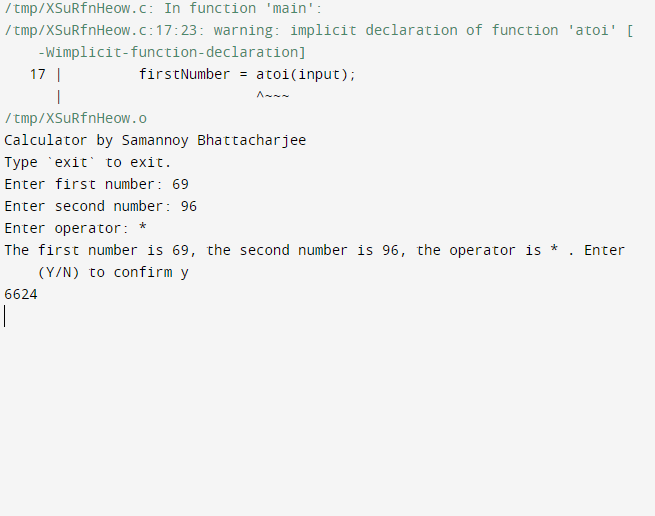 /tmp/XSuRfnHeow.c: In function 'main':
/tmp/XSuRfnHeow.c:17:23: warning: implicit declaration of function 'atoi' [
-Wimplicit-function-declaration]
17 |         firstNumber = atoi(input);
|                       ^~~~
/tmp/XSuRfnHeow.o
Calculator by Samannoy Bhattacharjee
Type `exit` to exit.
Enter first number: 69
Enter second number: 96
Enter operator: *
The first number is 69, the second number is 96, the operator is * . Enter
(Y/N) to confirm y
6624